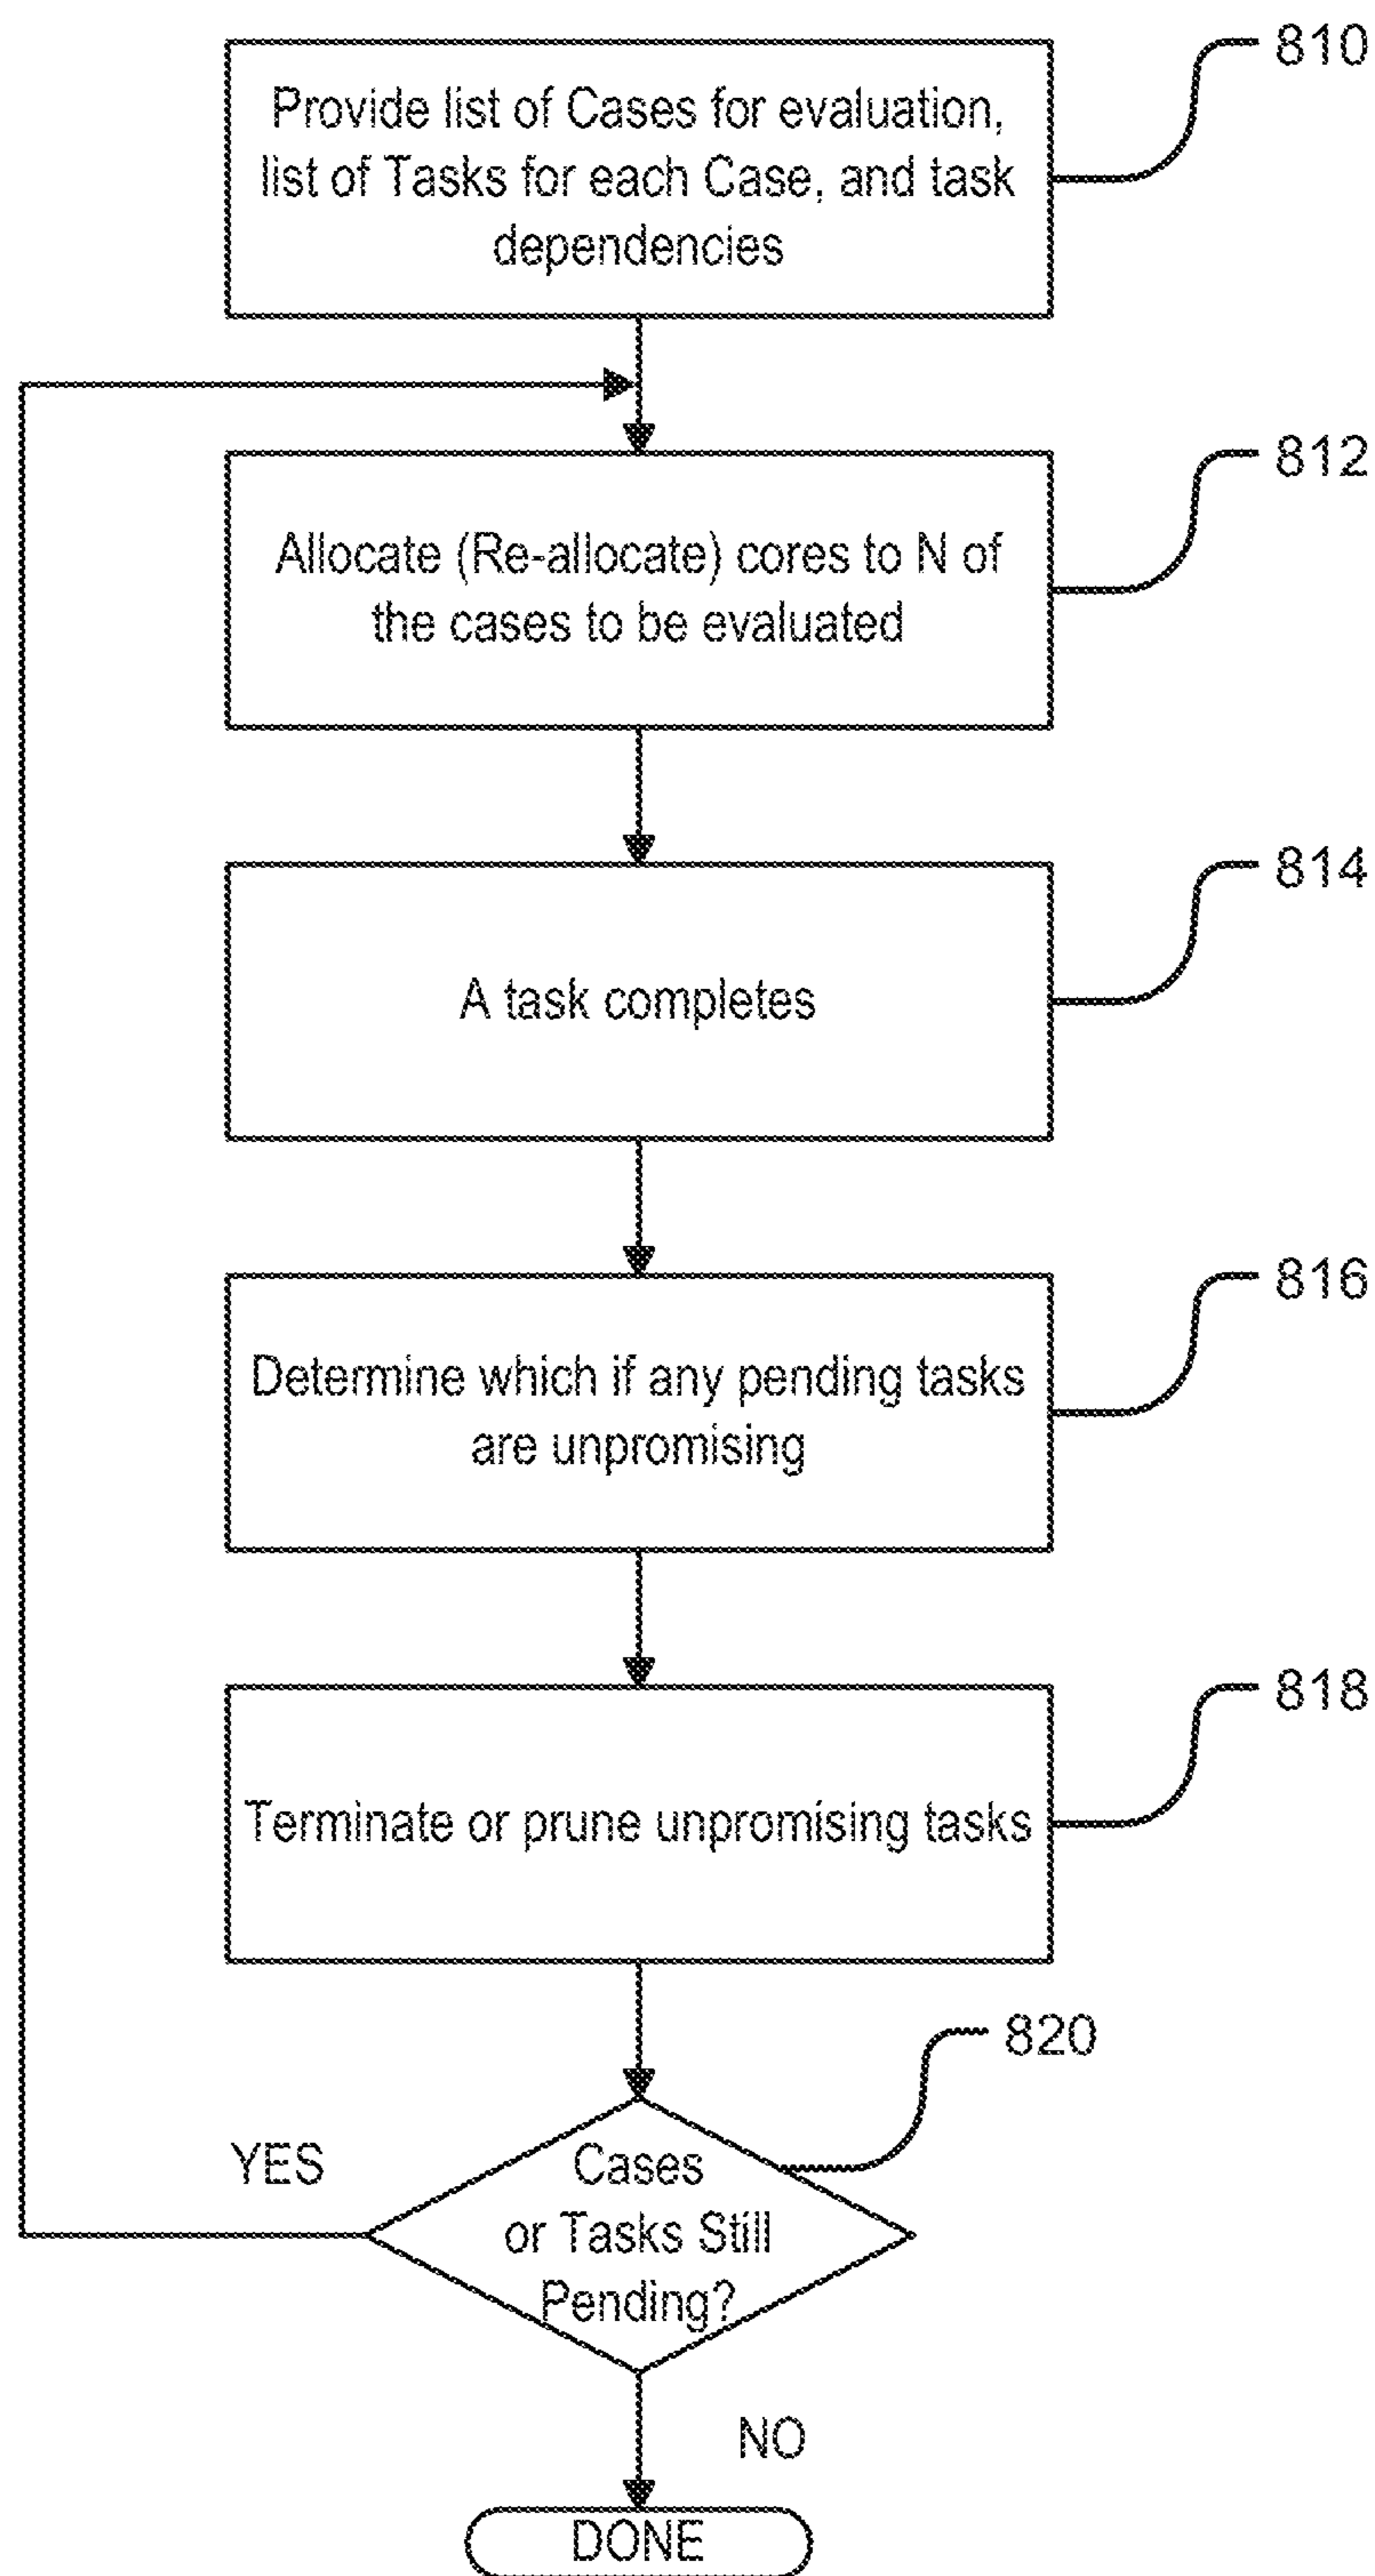 810
Provide list of Cases for evaluation,
list of Tasks for each Case, and task
dependencies
812
Allocate (Re-allocate) cores to N of
the cases to be evaluated
814
A task completes
816
Determine which if any pending tasks
are unpromising
818
Terminate or prune unpromising tasks
820
YES
Cases
or Tasks Still
Pending?
NO
DONE